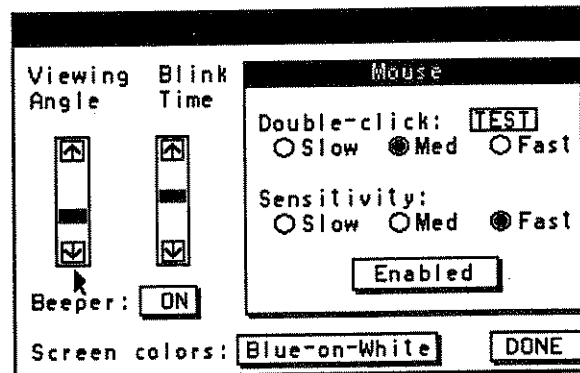 Viewing Blink
Angle Time
Mouse
Double-click: TEST
Slow Med Fast
Sensitivity:
Slow Med Fast
Enabled
Beeper: ON
Screen colors: Blue-on-White DONE